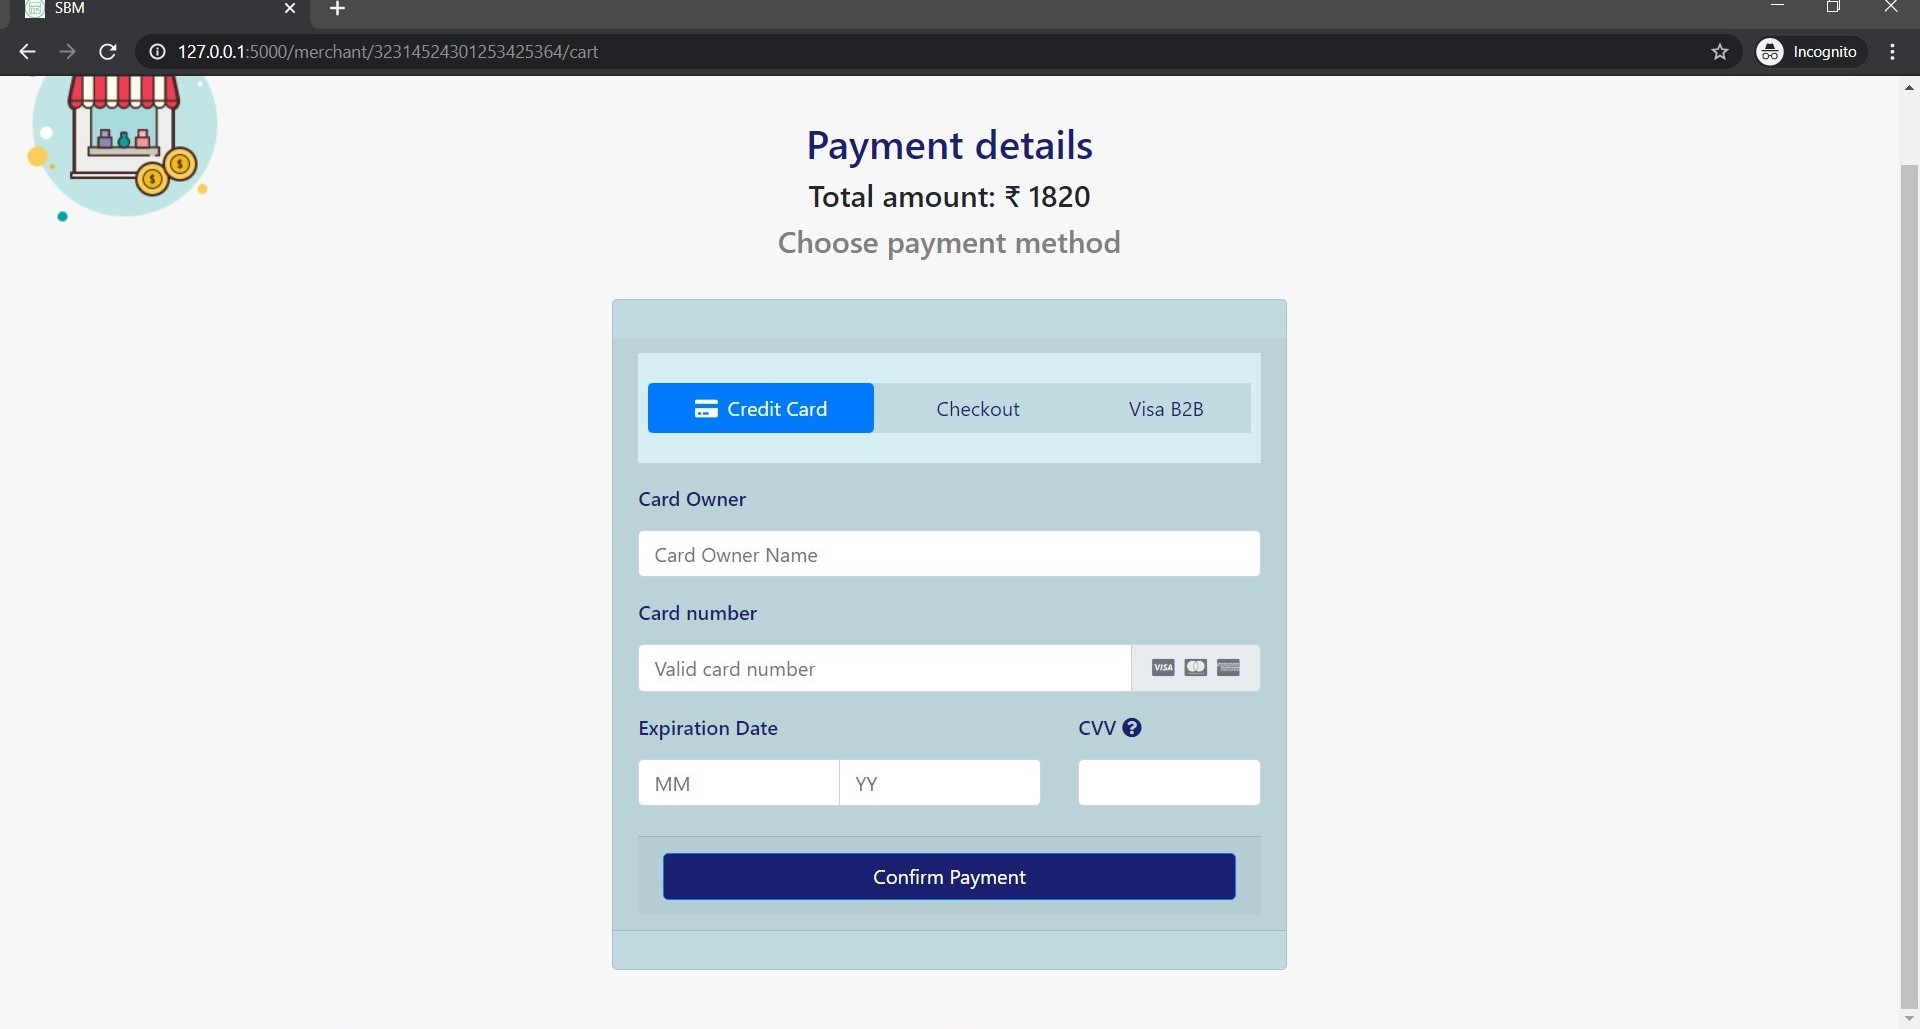 SBM
127.0.0.1:5000/merchant/32314524301253425364/cart
Incognito
Payment details
Total amount: ₹ 1820
Choose payment method
Credit Card
Checkout
Visa B2B
Card Owner
Card Owner Name
Card number
Valid card number
VISA
Expiration Date
CVV ?
MM
YY
Confirm Payment